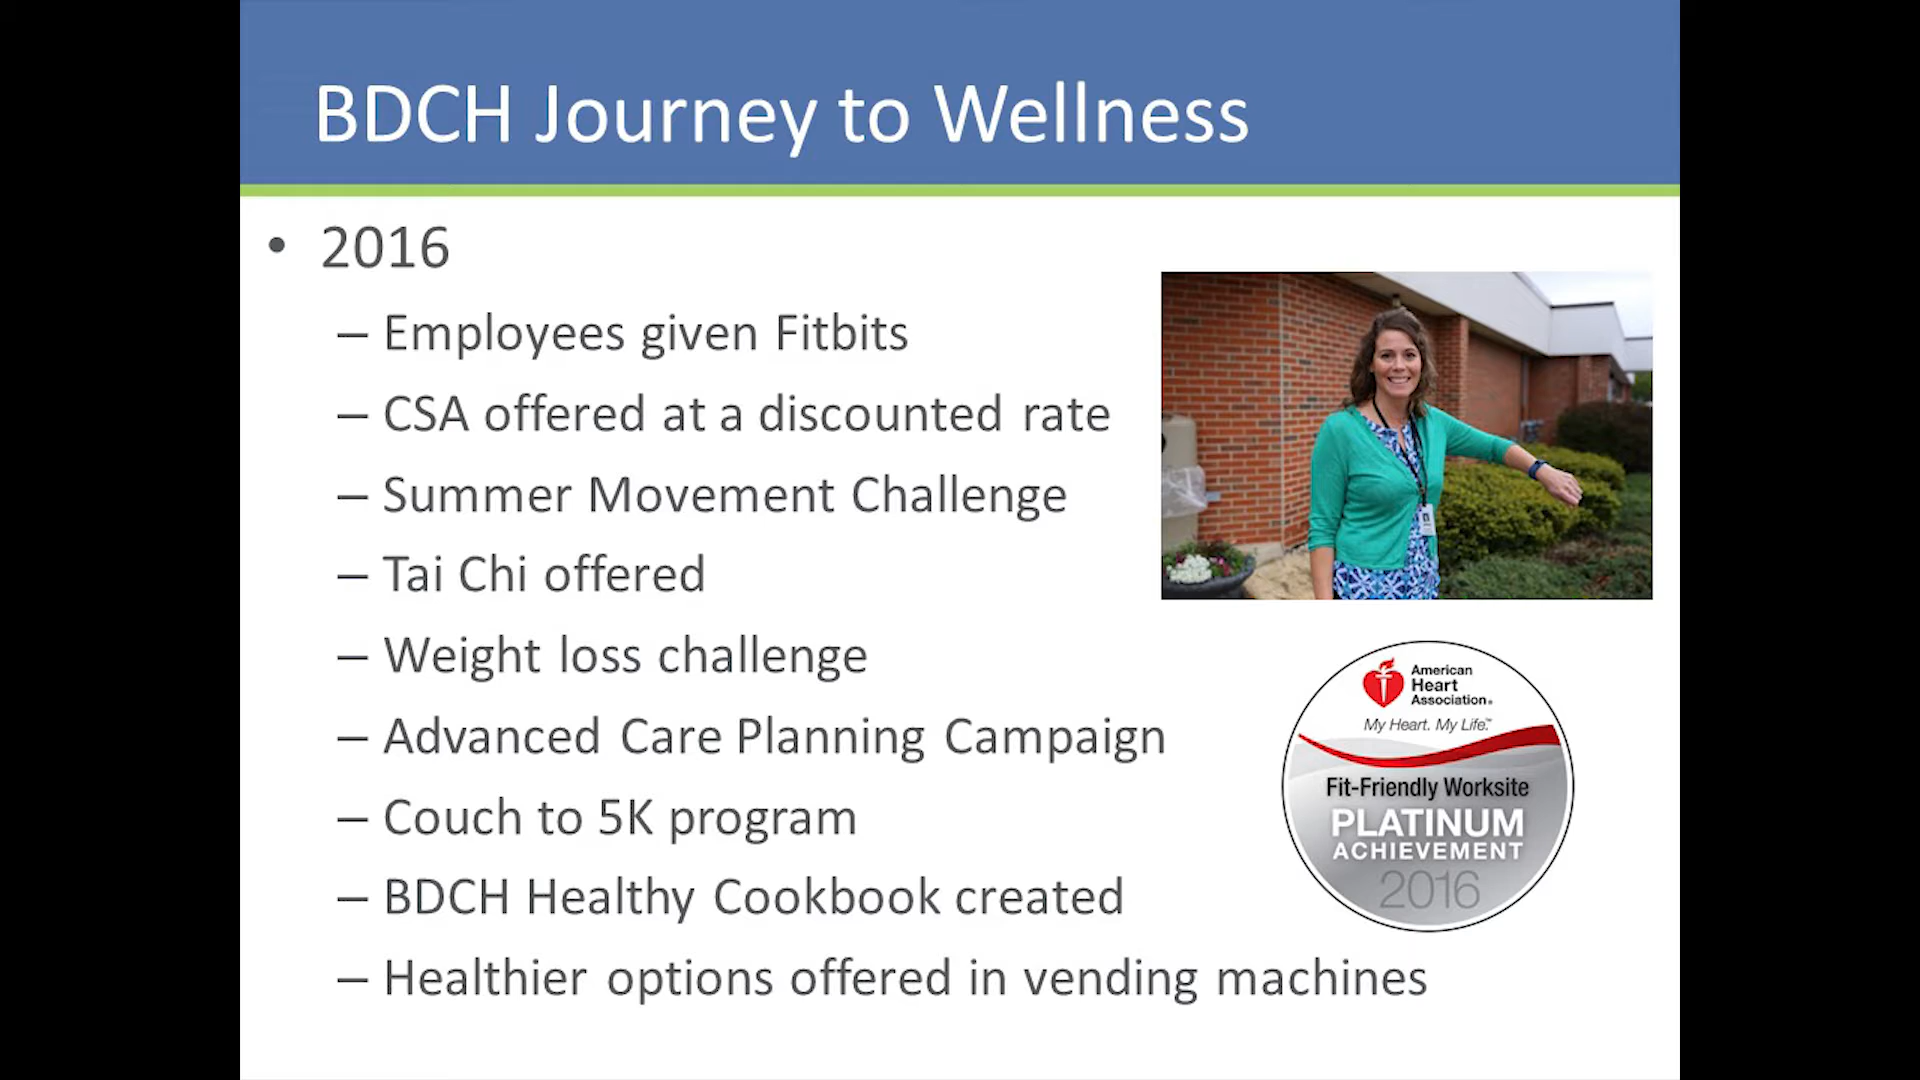 BDCH Journey to Wellness
• 2016
– Employees given Fitbits
– CSA offered at a discounted rate
– Summer Movement Challenge
– Tai Chi offered
– Weight loss challenge
– Advanced Care Planning Campaign
– Couch to 5K program
– BDCH Healthy Cookbook created
– Healthier options offered in vending machines
American
Heart
Association®
My Heart. My Life.™
Fit-Friendly Worksite
PLATINUM
ACHIEVEMENT
2016